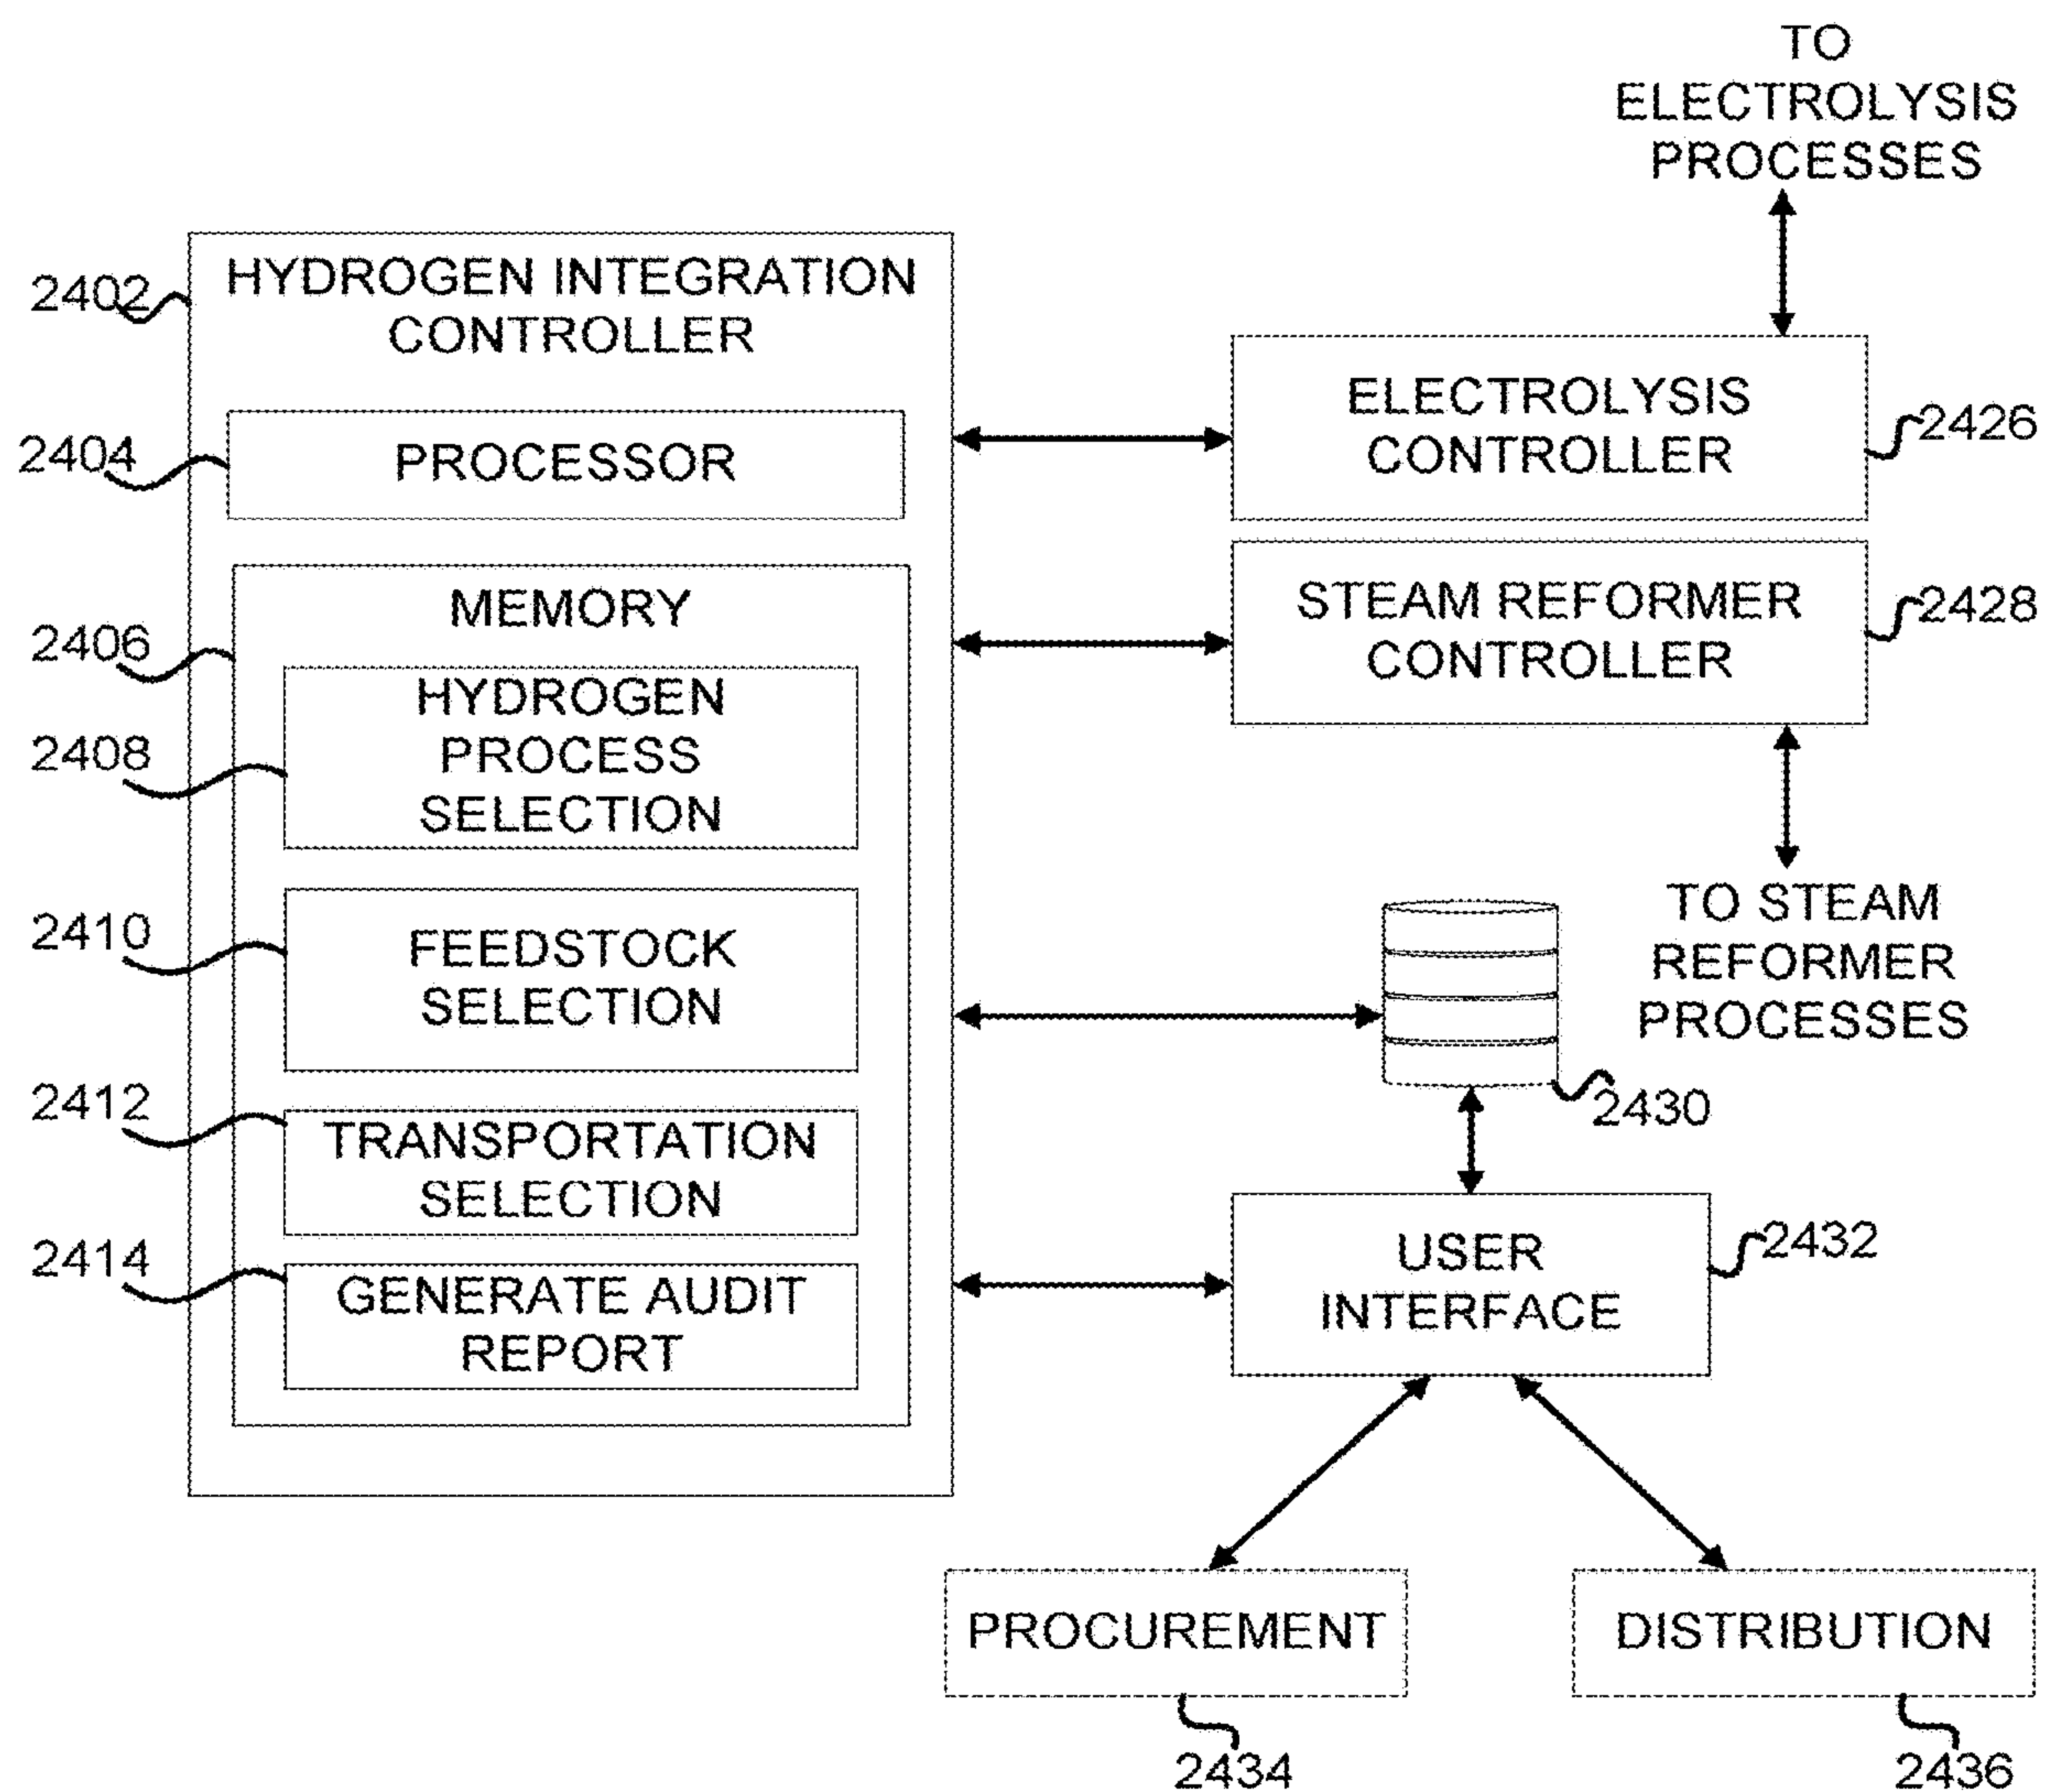 TO
ELECTROLYSIS
PROCESSES
2402
HYDROGEN INTEGRATION
CONTROLLER
2404
PROCESSOR
ELECTROLYSIS
CONTROLLER
2426
2406
MEMORY
STEAM REFORMER
CONTROLLER
2428
2408
HYDROGEN
PROCESS
SELECTION
2410
FEEDSTOCK
SELECTION
TO STEAM
REFORMER
PROCESSES
2430
2412
TRANSPORTATION
SELECTION
2414
GENERATE AUDIT
REPORT
USER
INTERFACE
2432
PROCUREMENT
2434
DISTRIBUTION
2436